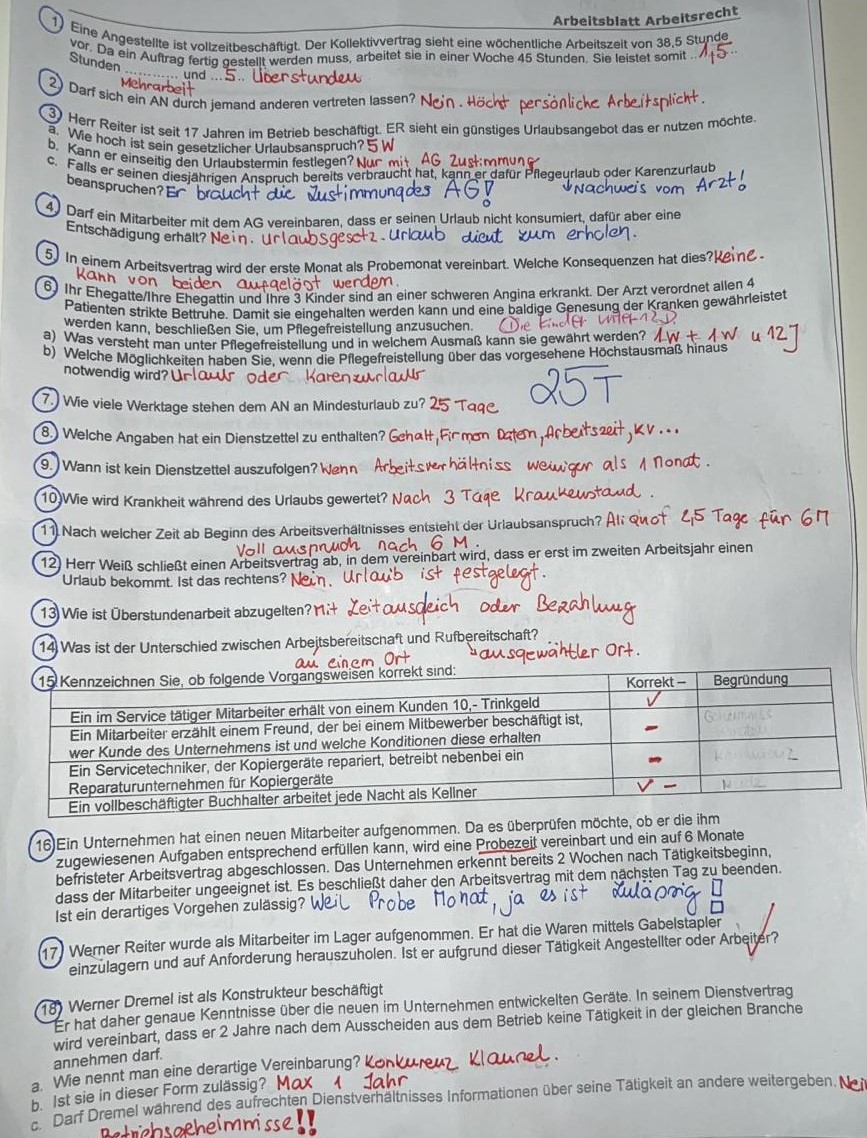 Arbeitsblatt Arbeitsrecht
1 Eine Angestellte ist vollzeitbeschäftigt. Der Kollektivvertrag sieht eine wöchentliche Arbeitszeit von 38,5 Stunde
vor. Da ein Auftrag fertig gestellt werden muss, arbeitet sie in einer Woche 45 Stunden. Sie leistet somit ..1,5..
Stunden ............ und ...5.. Überstunden
Mehrarbeit
2 Darf sich ein AN durch jemand anderen vertreten lassen? Nein. Höchst persönliche Arbeitsplicht.
3 Herr Reiter ist seit 17 Jahren im Betrieb beschäftigt. ER sieht ein günstiges Urlaubsangebot das er nutzen möchte.
a. Wie hoch ist sein gesetzlicher Urlaubsanspruch? 5 W
b. Kann er einseitig den Urlaubstermin festlegen? Nur mit AG Zustimmung
c. Falls er seinen diesjährigen Anspruch bereits verbraucht hat, kann er dafür Pflegeurlaub oder Karenzurlaub
beanspruchen? Er braucht die Zustimmung des AG! ↓Nachweis vom Arzt!
4 Darf ein Mitarbeiter mit dem AG vereinbaren, dass er seinen Urlaub nicht konsumiert, dafür aber eine
Entschädigung erhält? Nein. Urlaubsgesetz. Urlaub dient zum erholen.
5 In einem Arbeitsvertrag wird der erste Monat als Probemonat vereinbart. Welche Konsequenzen hat dies? Keine.
Kann von beiden aufgelöst werden.
6 Ihr Ehegatte/Ihre Ehegattin und Ihre 3 Kinder sind an einer schweren Angina erkrankt. Der Arzt verordnet allen 4
Patienten strikte Bettruhe. Damit sie eingehalten werden kann und eine baldige Genesung der Kranken gewährleistet
werden kann, beschließen Sie, um Pflegefreistellung anzusuchen. Die Kinder unter 12
a) Was versteht man unter Pflegefreistellung und in welchem Ausmaß kann sie gewährt werden? 1W + 1W u 12J
b) Welche Möglichkeiten haben Sie, wenn die Pflegefreistellung über das vorgesehene Höchstausmaß hinaus
notwendig wird? Urlaub oder Karenzurlaub
25T
7. Wie viele Werktage stehen dem AN an Mindesturlaub zu? 25 Tage
8. Welche Angaben hat ein Dienstzettel zu enthalten? Gehalt, Firmen Daten, Arbeitszeit, KV...
9. Wann ist kein Dienstzettel auszufolgen? Wenn Arbeitsverhältniss weiniger als 1 Monat.
10 Wie wird Krankheit während des Urlaubs gewertet? Nach 3 Tage Krankenstand.
11. Nach welcher Zeit ab Beginn des Arbeitsverhältnisses entsteht der Urlaubsanspruch? Aliquot 2,5 Tage für 6M
Voll anspruch nach 6 M.
12 Herr Weiß schließt einen Arbeitsvertrag ab, in dem vereinbart wird, dass er erst im zweiten Arbeitsjahr einen
Urlaub bekommt. Ist das rechtens? Nein. Urlaub ist festgelegt.
13 Wie ist Überstundenarbeit abzugelten? Mit Zeitausgleich oder Bezahlung
14 Was ist der Unterschied zwischen Arbeitsbereitschaft und Rufbereitschaft?
an einem Ort ↓ausgewählter Ort.
15 Kennzeichnen Sie, ob folgende Vorgangsweisen korrekt sind:
Korrekt – Begründung
Ein im Service tätiger Mitarbeiter erhält von einem Kunden 10,- Trinkgeld ✓
Ein Mitarbeiter erzählt einem Freund, der bei einem Mitbewerber beschäftigt ist,
wer Kunde des Unternehmens ist und welche Konditionen diese erhalten –
Ein Servicetechniker, der Kopiergeräte repariert, betreibt nebenbei ein
Reparaturunternehmen für Kopiergeräte –
Ein vollbeschäftigter Buchhalter arbeitet jede Nacht als Kellner ✓ –
16 Ein Unternehmen hat einen neuen Mitarbeiter aufgenommen. Da es überprüfen möchte, ob er die ihm
zugewiesenen Aufgaben entsprechend erfüllen kann, wird eine Probezeit vereinbart und ein auf 6 Monate
befristeter Arbeitsvertrag abgeschlossen. Das Unternehmen erkennt bereits 2 Wochen nach Tätigkeitsbeginn,
dass der Mitarbeiter ungeeignet ist. Es beschließt daher den Arbeitsvertrag mit dem nächsten Tag zu beenden.
Ist ein derartiges Vorgehen zulässig? Weil Probe Monat, ja es ist zulässig!
17 Werner Reiter wurde als Mitarbeiter im Lager aufgenommen. Er hat die Waren mittels Gabelstapler
einzulagern und auf Anforderung herauszuholen. Ist er aufgrund dieser Tätigkeit Angestellter oder Arbeiter?
18 Werner Dremel ist als Konstrukteur beschäftigt
Er hat daher genaue Kenntnisse über die neuen im Unternehmen entwickelten Geräte. In seinem Dienstvertrag
wird vereinbart, dass er 2 Jahre nach dem Ausscheiden aus dem Betrieb keine Tätigkeit in der gleichen Branche
annehmen darf.
a. Wie nennt man eine derartige Vereinbarung? Konkurenz Klausel.
b. Ist sie in dieser Form zulässig? Max 1 Jahr
c. Darf Dremel während des aufrechten Dienstverhältnisses Informationen über seine Tätigkeit an andere weitergeben. Nein
Betriebsgeheimnisse!!